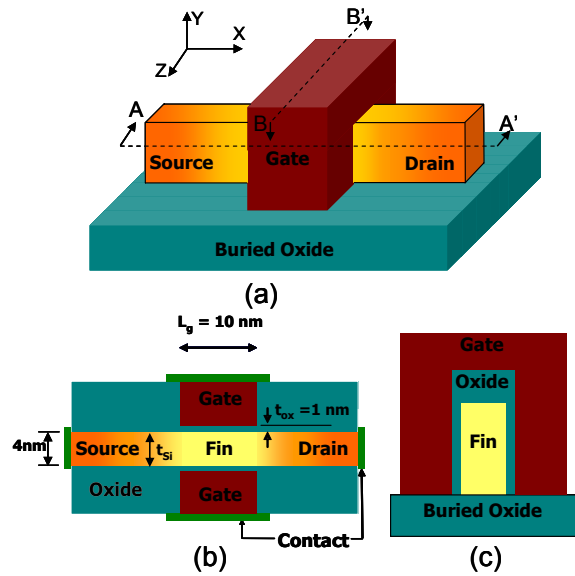 Y
X
Z
B'
A
B
A'
Source
Gate
Drain
Buried Oxide
(a)
Lg = 10 nm
Gate
tox =1 nm
4nm
Source
tSi
Fin
Drain
Oxide
Gate
Contact
(b)
Gate
Oxide
Fin
Buried Oxide
(c)